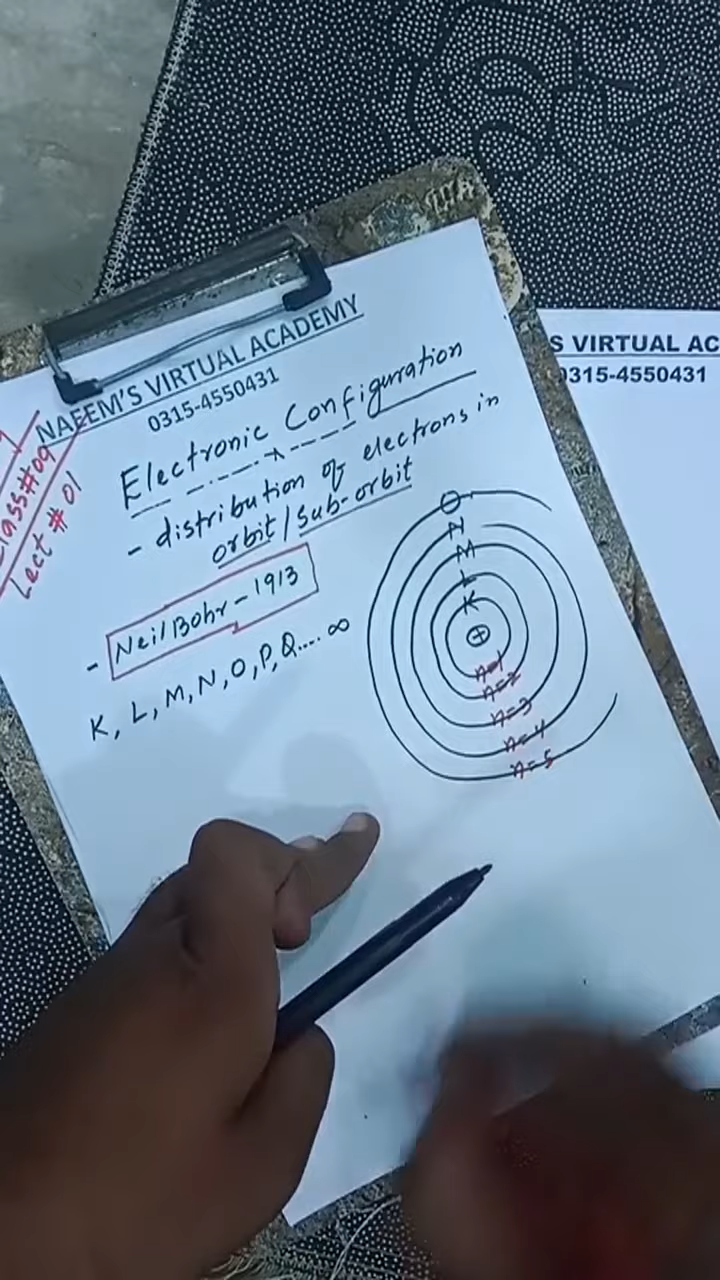 NAEEM'S VIRTUAL ACADEMY
0315-4550431
Class#09
Lect # 01
Electronic Configuration
- distribution of electrons in
orbit/Sub-orbit
- Neil Bohr - 1913
K, L, M, N, O, P, Q.... ∞
O
N
M
L
K
+
n=1
n=2
n=3
n=4
n=5
S VIRTUAL AC
0315-4550431